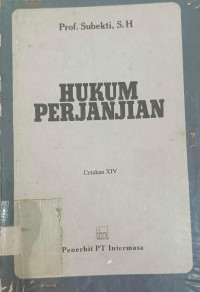 Prof. Subekti, S.H
HUKUM
PERJANJIAN
Cetakan XIV
Penerbit PT Intermasa